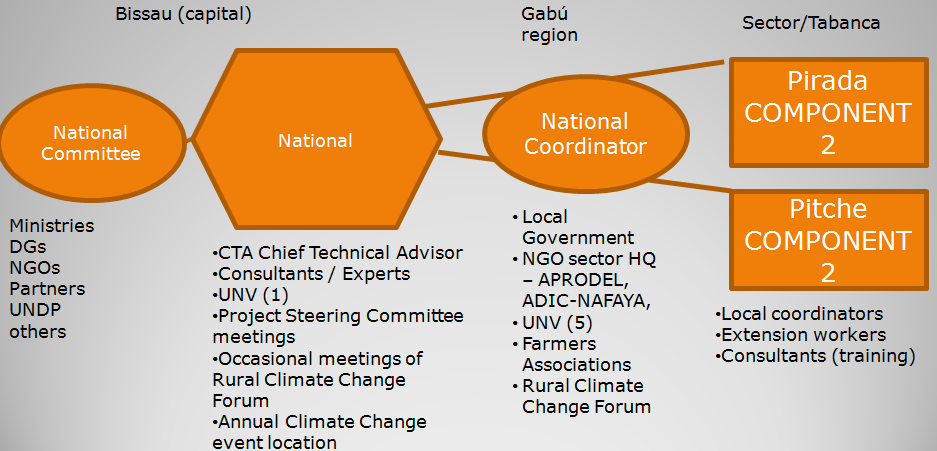 Bissau (capital)
Gabú
region
Sector/Tabanca
National
Committee
National
National
Coordinator
Pirada
COMPONENT
2
Pitche
COMPONENT
2
Ministries
DGs
NGOs
Partners
UNDP
others
•CTA Chief Technical Advisor
•Consultants / Experts
•UNV (1)
•Project Steering Committee
meetings
•Occasional meetings of
Rural Climate Change
Forum
•Annual Climate Change
event location
• Local
Government
• NGO sector HQ
– APRODEL,
ADIC-NAFAYA,
• UNV (5)
• Farmers
Associations
• Rural Climate
Change Forum
•Local coordinators
•Extension workers
•Consultants (training)